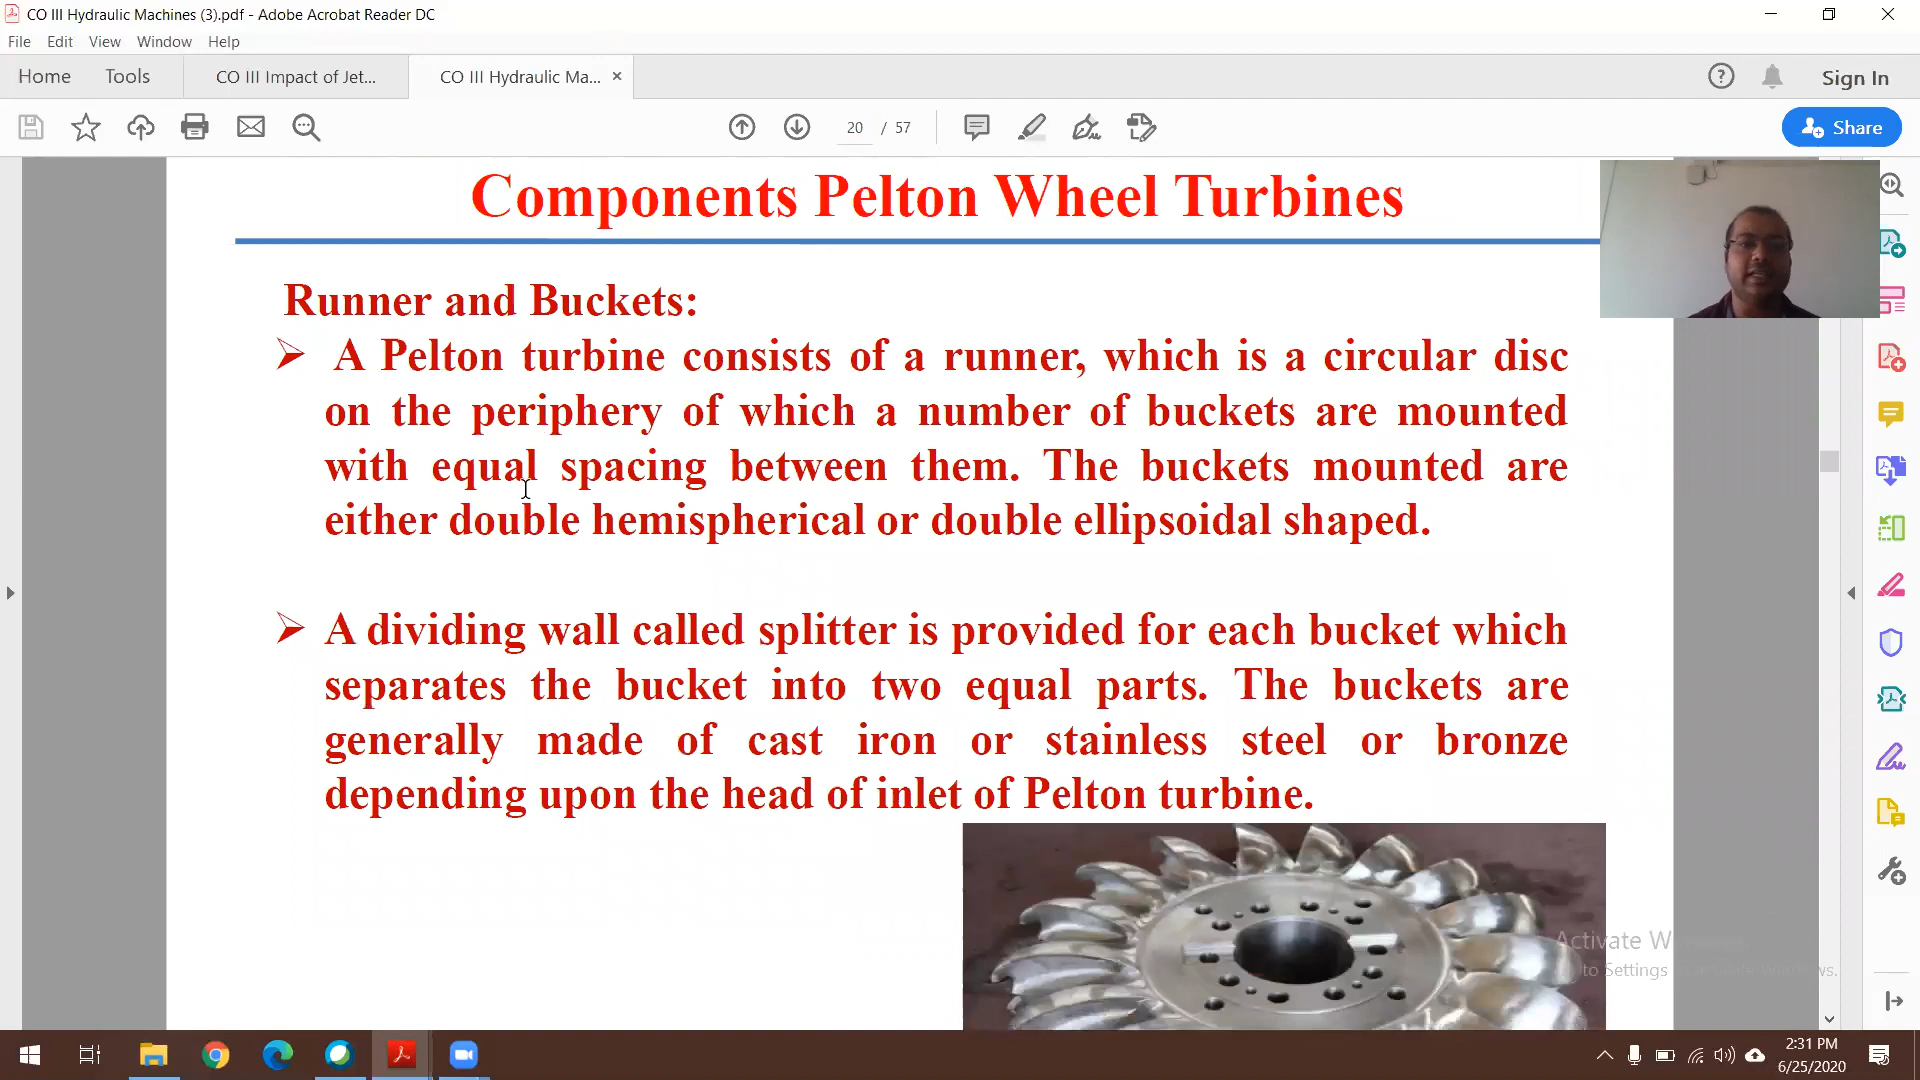 CO III Hydraulic Machines (3).pdf - Adobe Acrobat Reader DC
File Edit View Window Help
Home Tools CO III Impact of Jet... CO III Hydraulic Ma... Sign In
20 / 57 Share
Components Pelton Wheel Turbines
Runner and Buckets:
A Pelton turbine consists of a runner, which is a circular disc
on the periphery of which a number of buckets are mounted
with equal spacing between them. The buckets mounted are
either double hemispherical or double ellipsoidal shaped.
A dividing wall called splitter is provided for each bucket which
separates the bucket into two equal parts. The buckets are
generally made of cast iron or stainless steel or bronze
depending upon the head of inlet of Pelton turbine.
Activate W
to Settings
2:31 PM
6/25/2020